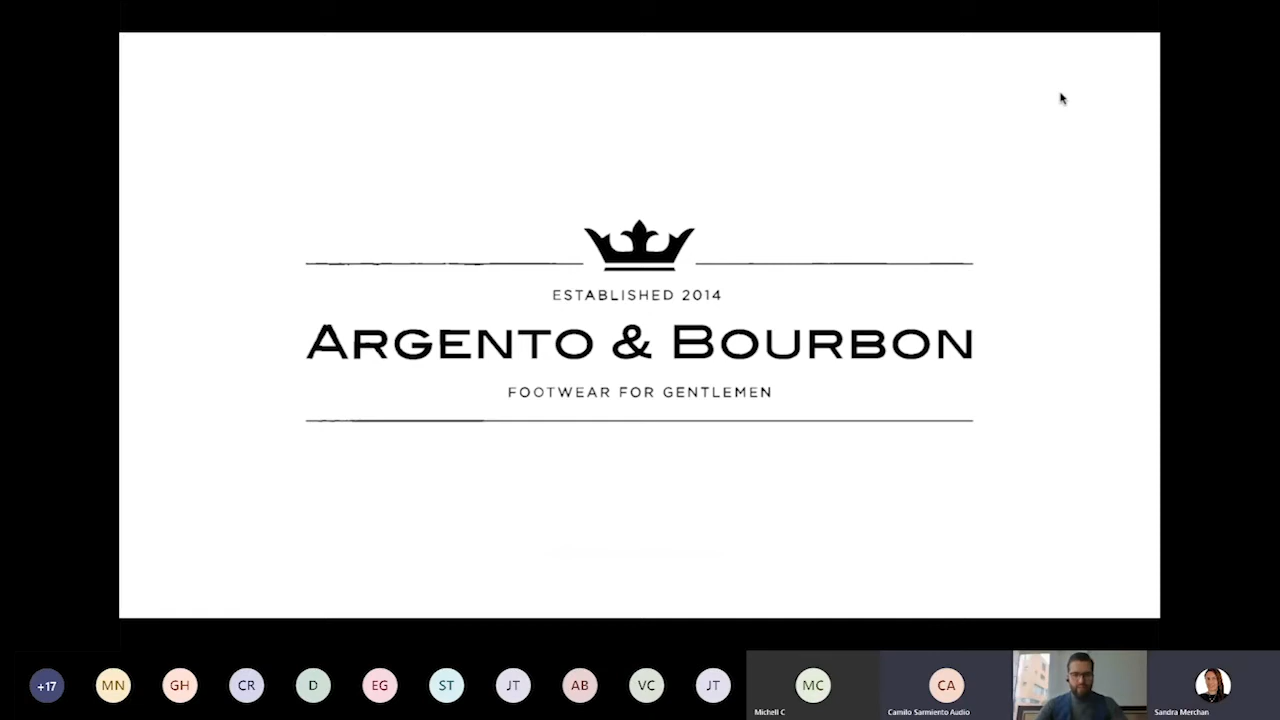 ESTABLISHED 2014
ARGENTO & BOURBON
FOOTWEAR FOR GENTLEMEN
+17
MN
GH
CR
D
EG
ST
JT
AB
VC
JT
MC
CA
Michell C
Camilo Sarmiento Audio
Sandra Merchan